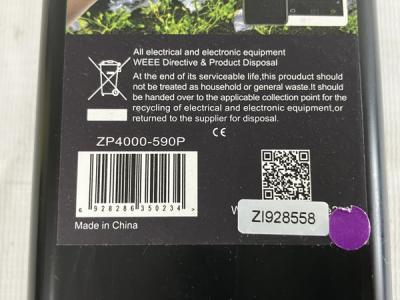 All electrical and electronic equipment
WEEE Directive & Product Disposal
At the end of its serviceable life,this prouduct should
not be treated as household or general waste.It should
be handed over to the applicable collection point for the
recycling of electrical and electronic equipment,or
returned to the supplier for disposal.
CE
ZP4000-590P
6 928286 350234 >
Made in China
W
ZI928558